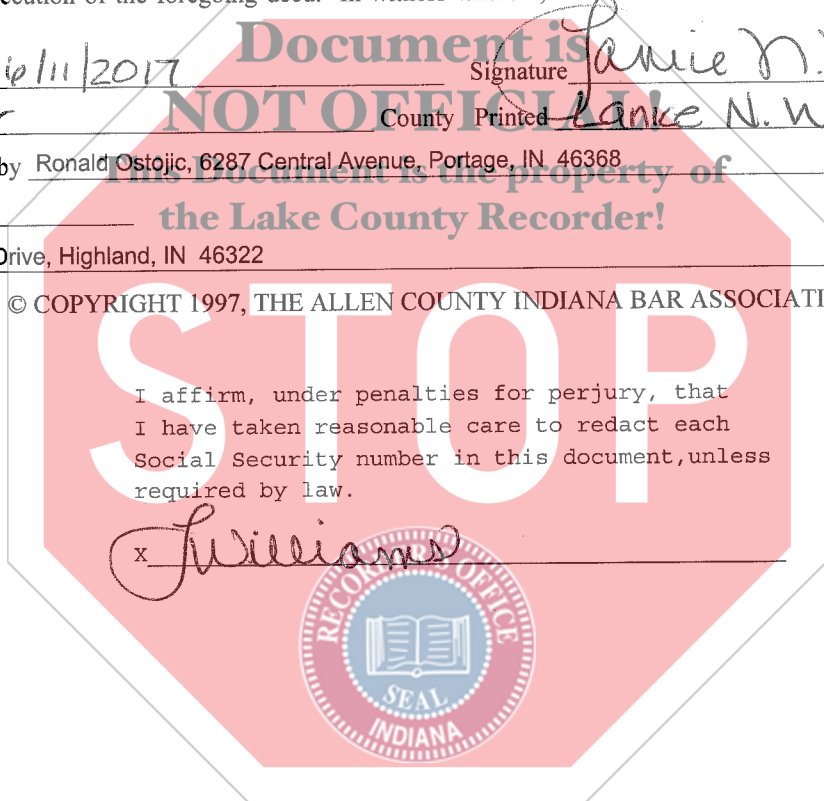 Document is
6/11/2017 Signature
NOT OFFICIAL!
County Printed N. W
by Ronald Ostojic, 6287 Central Avenue, Portage, IN 46368
This Document is the property of
the Lake County Recorder!
Drive, Highland, IN 46322
© COPYRIGHT 1997, THE ALLEN COUNTY INDIANA BAR ASSOCIATI
STOP
I affirm, under penalties for perjury, that
I have taken reasonable care to redact each
Social Security number in this document,unless
required by law.
X JWilliams
RECORDER'S OFFICE
SEAL
INDIANA